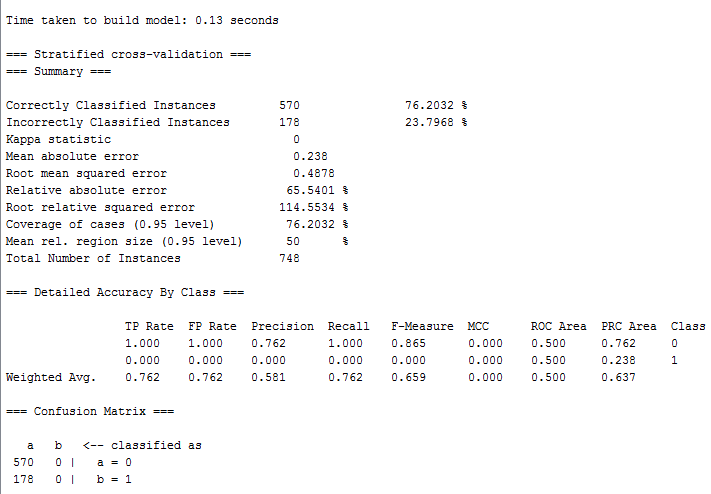 Time taken to build model: 0.13 seconds
=== Stratified cross-validation ===
=== Summary ===
Correctly Classified Instances         570               76.2032 %
Incorrectly Classified Instances       178               23.7968 %
Kappa statistic                          0
Mean absolute error                      0.238
Root mean squared error                  0.4878
Relative absolute error                 65.5401 %
Root relative squared error            114.5534 %
Coverage of cases (0.95 level)          76.2032 %
Mean rel. region size (0.95 level)      50      %
Total Number of Instances              748
=== Detailed Accuracy By Class ===
TP Rate  FP Rate  Precision  Recall   F-Measure  MCC      ROC Area  PRC Area  Class
1.000    1.000    0.762      1.000    0.865      0.000    0.500     0.762     0
0.000    0.000    0.000      0.000    0.000      0.000    0.500     0.238     1
Weighted Avg.    0.762    0.762    0.581      0.762    0.659      0.000    0.500     0.637
=== Confusion Matrix ===
a   b   <-- classified as
570   0 |   a = 0
178   0 |   b = 1